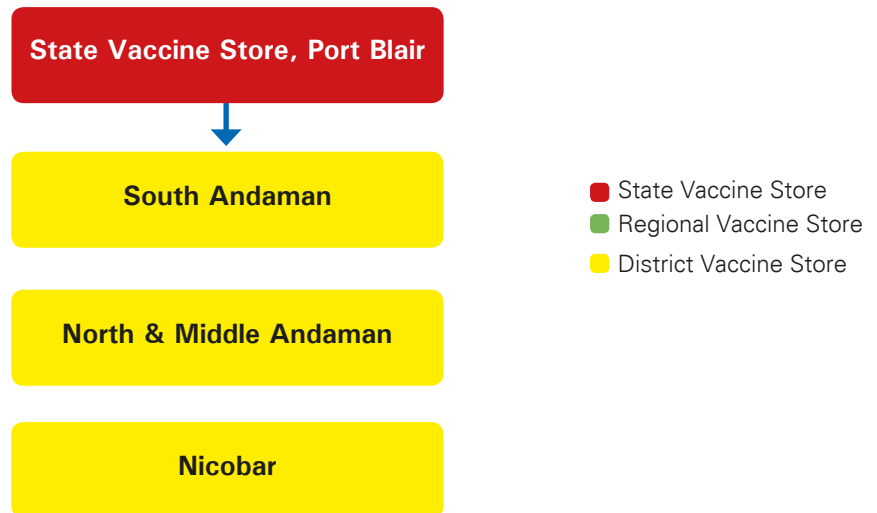 State Vaccine Store, Port Blair
South Andaman
North & Middle Andaman
Nicobar
State Vaccine Store
Regional Vaccine Store
District Vaccine Store